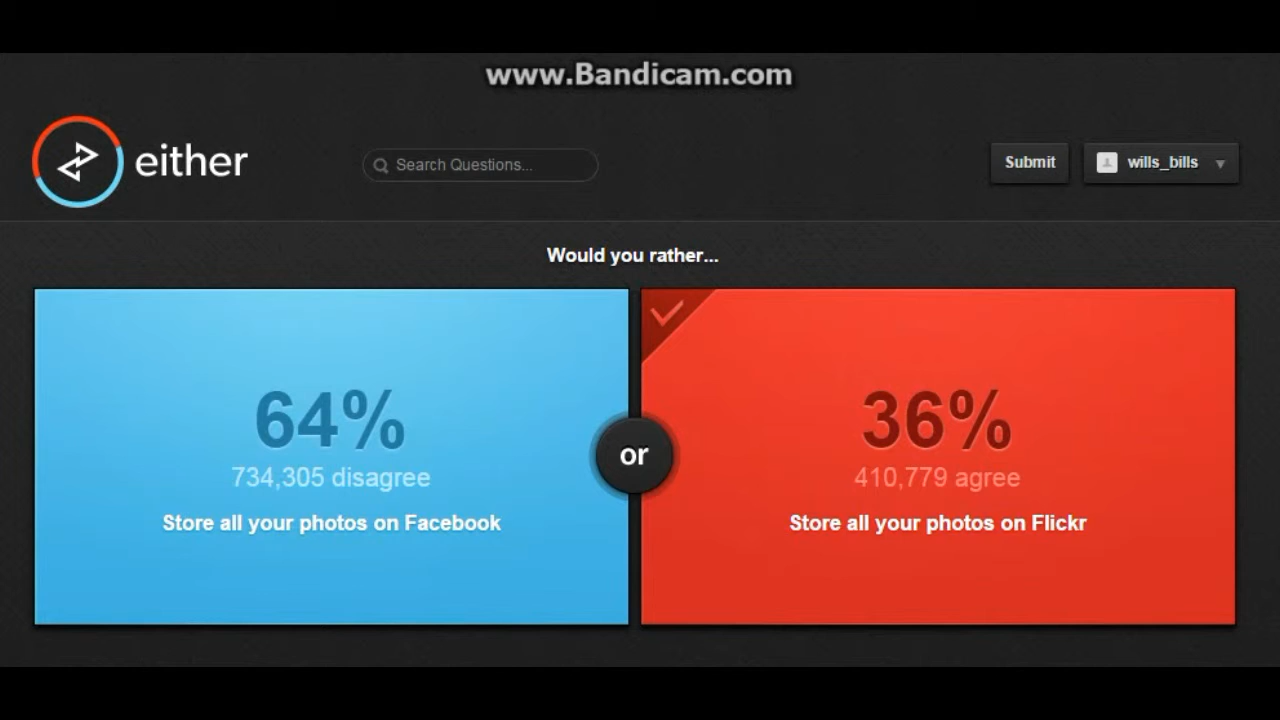 www.Bandicam.com
either
Search Questions...
Submit
wills_bills
Would you rather...
64%
734,305 disagree
Store all your photos on Facebook
or
36%
410,779 agree
Store all your photos on Flickr